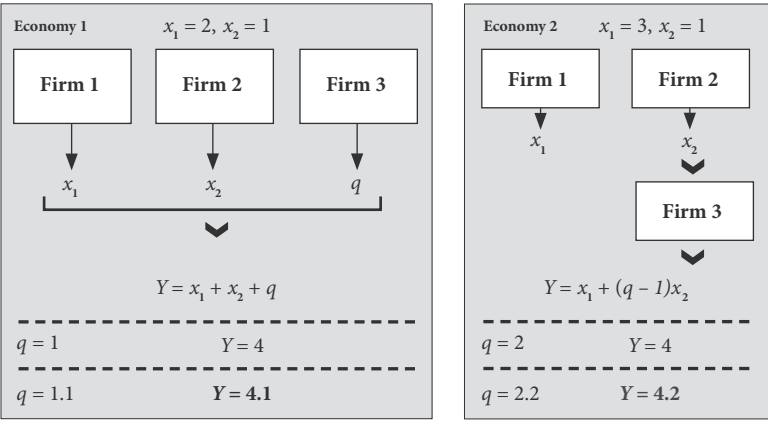 Economy 1 x₁ = 2, x₂ = 1
Firm 1 Firm 2 Firm 3
x₁ x₂ q
Y = x₁ + x₂ + q
q = 1 Y = 4
q = 1.1 Y = 4.1
Economy 2 x₁ = 3, x₂ = 1
Firm 1 Firm 2
x₁ x₂
Firm 3
Y = x₁ + (q – 1)x₂
q = 2 Y = 4
q = 2.2 Y = 4.2